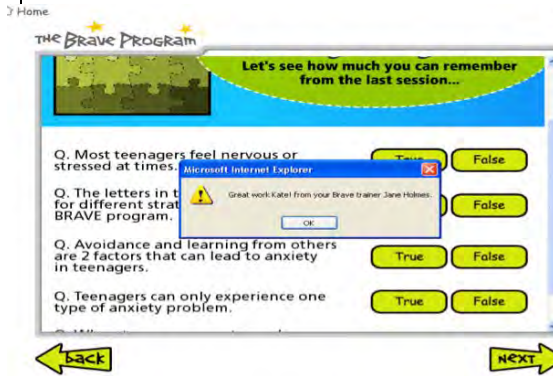 Home
THE BRAVE PROGRAM
Let's see how much you can remember
from the last session...
Q. Most teenagers feel nervous or
stressed at times.
True
False
Microsoft Internet Explorer
Great work Kate! from your Brave trainer Jane Holmes.
OK
Q. The letters in t
for different strat
BRAVE program.
False
Q. Avoidance and learning from others
are 2 factors that can lead to anxiety
in teenagers.
True
False
Q. Teenagers can only experience one
type of anxiety problem.
True
False
back
NEXT